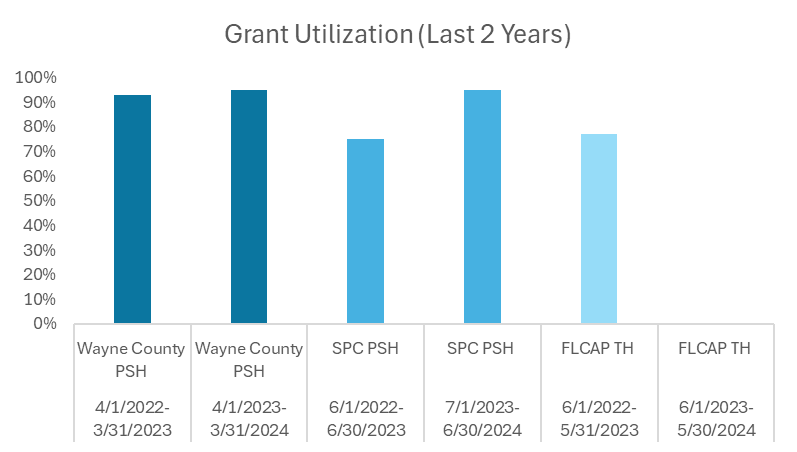 Grant Utilization (Last 2 Years)
100%
90%
80%
70%
60%
50%
40%
30%
20%
10%
0%
Wayne County
PSH
Wayne County
PSH
SPC PSH
SPC PSH
FLCAP TH
FLCAP TH
4/1/2022-
3/31/2023
4/1/2023-
3/31/2024
6/1/2022-
6/30/2023
7/1/2023-
6/30/2024
6/1/2022-
5/31/2023
6/1/2023-
5/30/2024